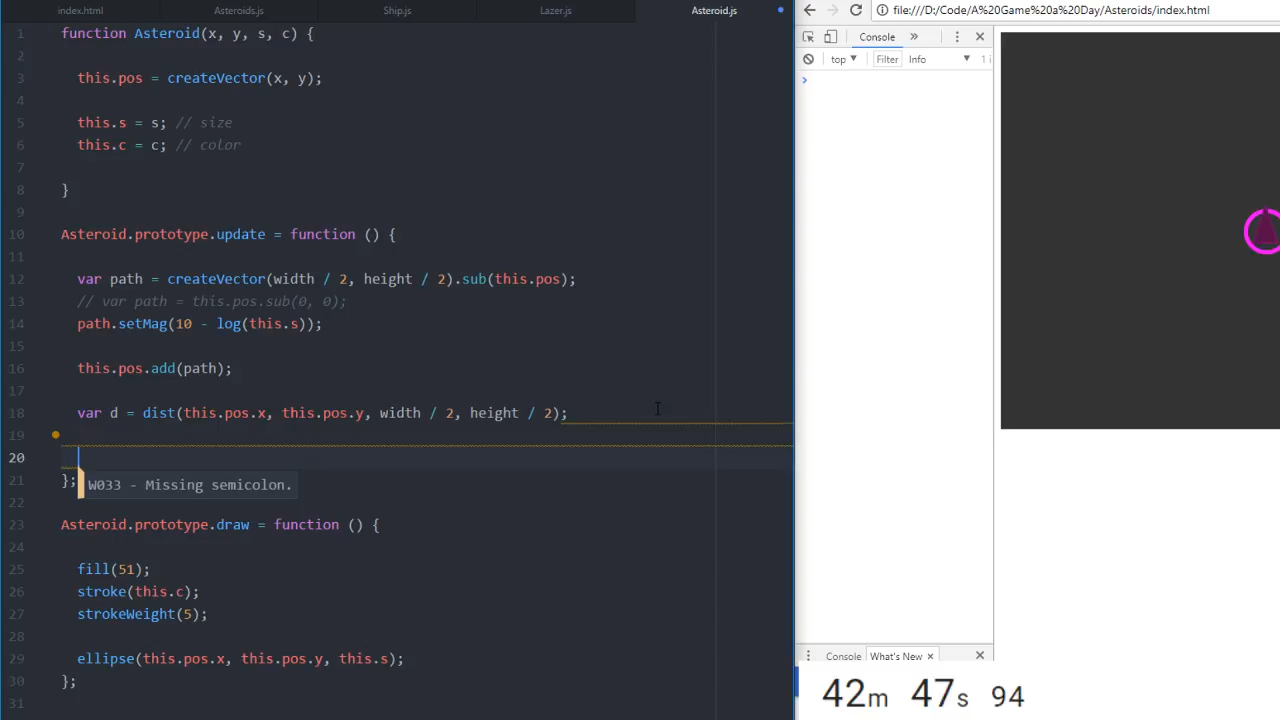 index.html Asteroids.js Ship.js Lazer.js Asteroid.js
file:///D:/Code/A%20Game%20a%20Day/Asteroids/index.html
Console »
top ▼ Filter Info ▼ 1 i
>
1 function Asteroid(x, y, s, c) {
2
3 this.pos = createVector(x, y);
4
5 this.s = s; // size
6 this.c = c; // color
7
8 }
9
10 Asteroid.prototype.update = function () {
11
12 var path = createVector(width / 2, height / 2).sub(this.pos);
13 // var path = this.pos.sub(0, 0);
14 path.setMag(10 - log(this.s));
15
16 this.pos.add(path);
17
18 var d = dist(this.pos.x, this.pos.y, width / 2, height / 2);
19
20
21 };
W033 - Missing semicolon.
22
23 Asteroid.prototype.draw = function () {
24
25 fill(51);
26 stroke(this.c);
27 strokeWeight(5);
28
29 ellipse(this.pos.x, this.pos.y, this.s);
30 };
31
Console What's New
42m 47s 94